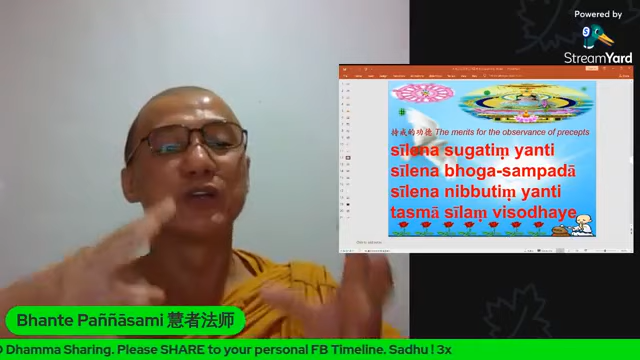 Powered by
StreamYard
持戒的功德 The merits for the observance of precepts
sīlena sugatiṃ yanti
sīlena bhoga-sampadā
sīlena nibbutiṃ yanti
tasmā sīlaṃ visodhaye
Bhante Paññāsami 慧者法师
Dhamma Sharing. Please SHARE to your personal FB Timeline. Sadhu ! 3x